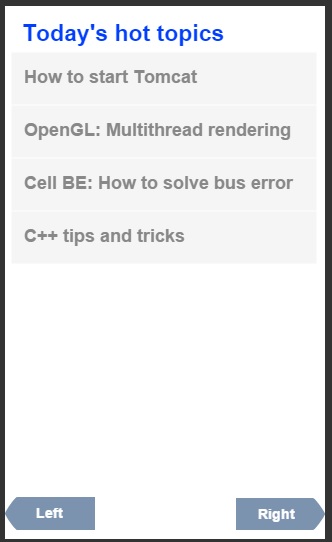 Today's hot topics
How to start Tomcat
OpenGL: Multithread rendering
Cell BE: How to solve bus error
C++ tips and tricks
Left
Right